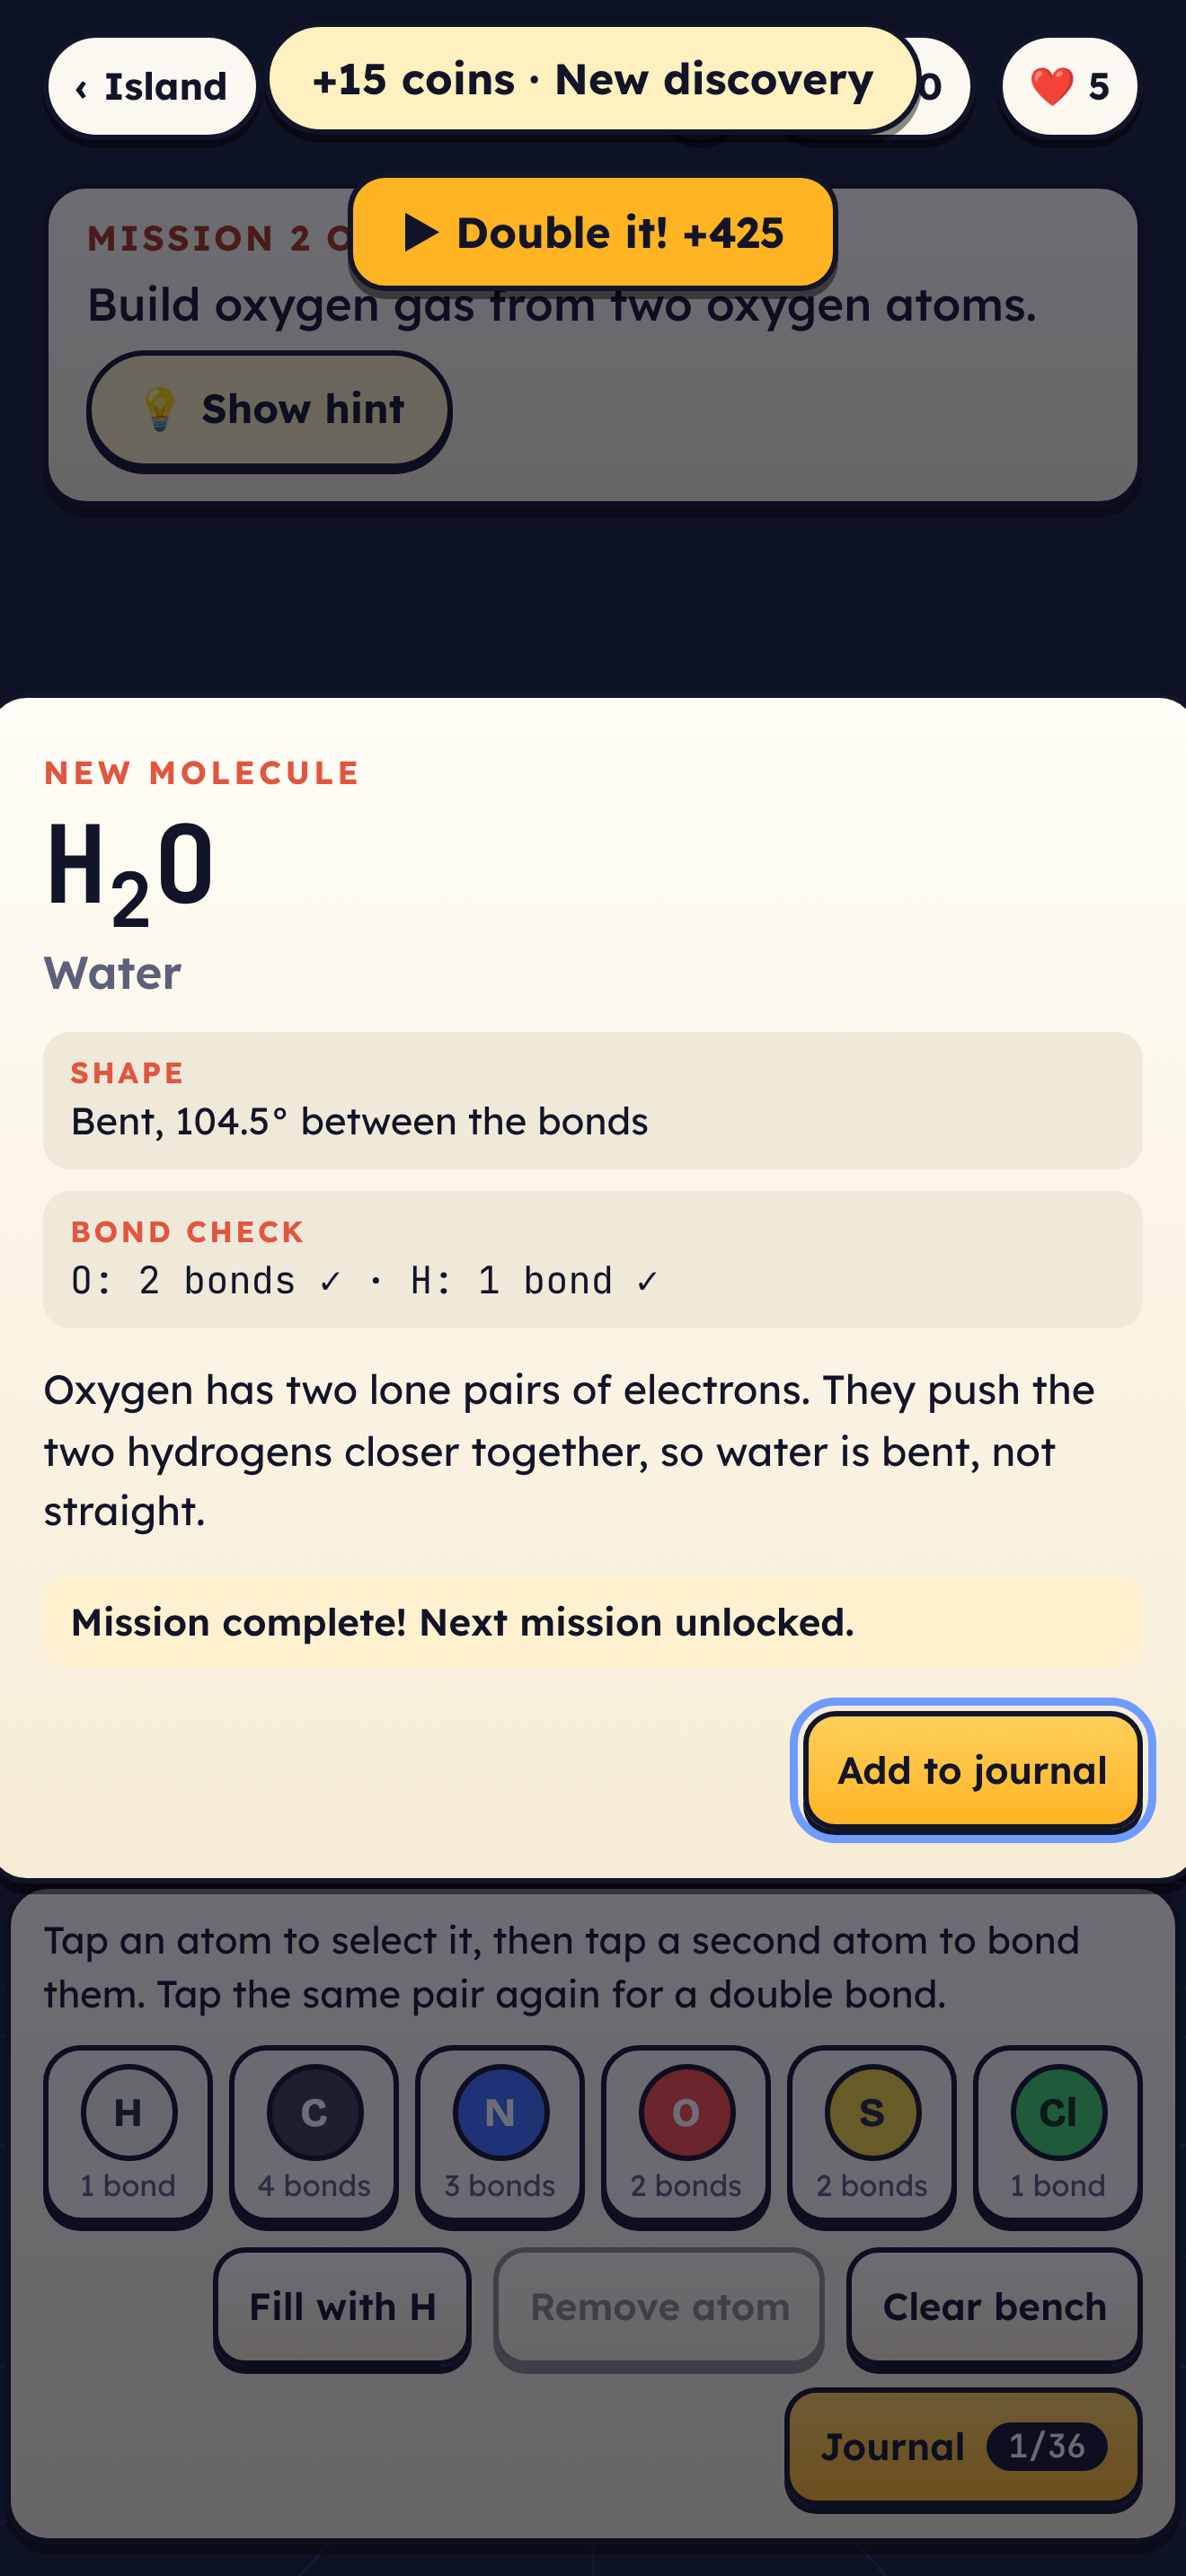 ‹ Island
+15 coins · New discovery
0
❤️ 5
MISSION 2 O
▶ Double it! +425
Build oxygen gas from two oxygen atoms.
💡 Show hint
NEW MOLECULE
H₂O
Water
SHAPE
Bent, 104.5° between the bonds
BOND CHECK
O: 2 bonds ✓ · H: 1 bond ✓
Oxygen has two lone pairs of electrons. They push the
two hydrogens closer together, so water is bent, not
straight.
Mission complete! Next mission unlocked.
Add to journal
Tap an atom to select it, then tap a second atom to bond
them. Tap the same pair again for a double bond.
H C N O S Cl
1 bond 4 bonds 3 bonds 2 bonds 2 bonds 1 bond
Fill with H Remove atom Clear bench
Journal 1/36